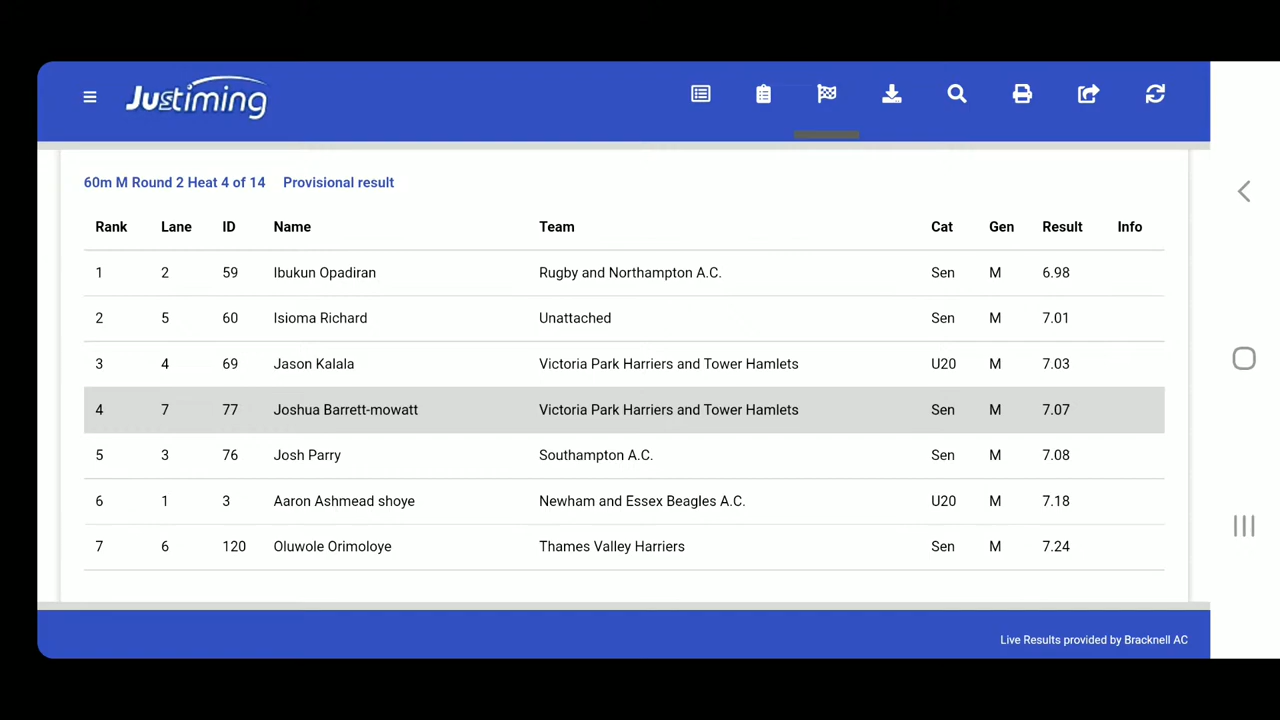 Justiming
60m M Round 2 Heat 4 of 14 Provisional result
Rank Lane ID Name Team Cat Gen Result Info
1 2 59 Ibukun Opadiran Rugby and Northampton A.C. Sen M 6.98
2 5 60 Isioma Richard Unattached Sen M 7.01
3 4 69 Jason Kalala Victoria Park Harriers and Tower Hamlets U20 M 7.03
4 7 77 Joshua Barrett-mowatt Victoria Park Harriers and Tower Hamlets Sen M 7.07
5 3 76 Josh Parry Southampton A.C. Sen M 7.08
6 1 3 Aaron Ashmead shoye Newham and Essex Beagles A.C. U20 M 7.18
7 6 120 Oluwole Orimoloye Thames Valley Harriers Sen M 7.24
Live Results provided by Bracknell AC